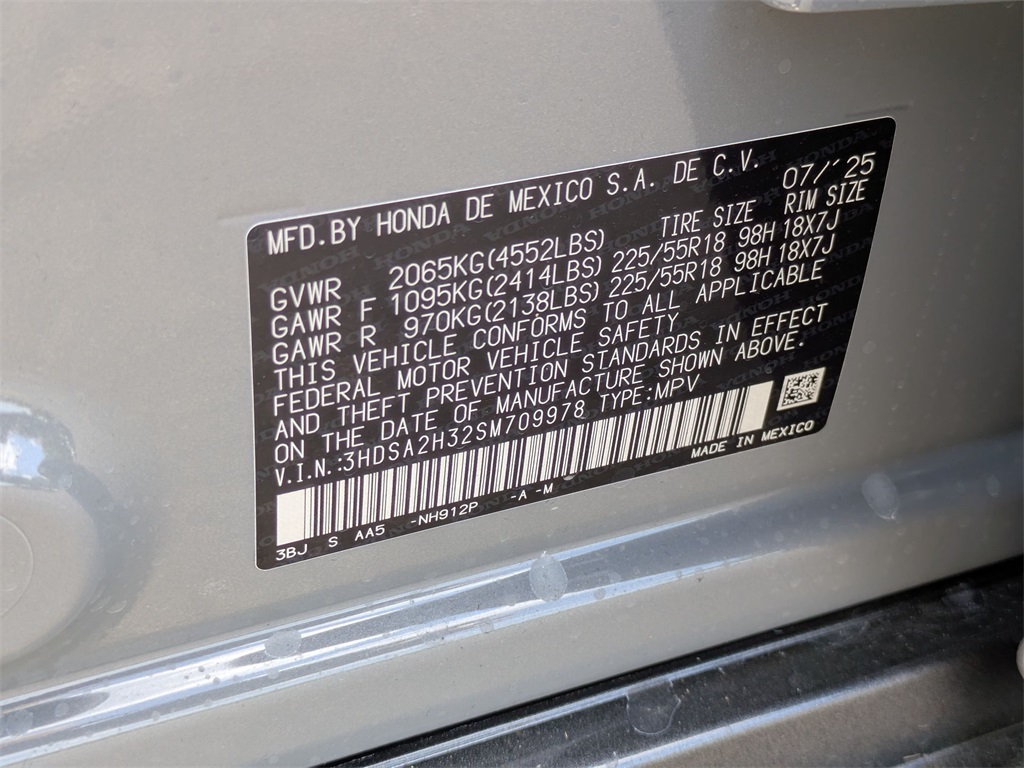 MFD.BY HONDA DE MEXICO S.A. DE C.V. 07/´25
TIRE SIZE RIM SIZE
GVWR 2065KG(4552LBS)
GAWR F 1095KG(2414LBS) 225/55R18 98H 18X7J
GAWR R 970KG(2138LBS) 225/55R18 98H 18X7J
THIS VEHICLE CONFORMS TO ALL APPLICABLE
FEDERAL MOTOR VEHICLE SAFETY
AND THEFT PREVENTION STANDARDS IN EFFECT
ON THE DATE OF MANUFACTURE SHOWN ABOVE.
V.I.N.:3HDSA2H32SM709978 TYPE:MPV
MADE IN MEXICO
3BJ S AA5 -NH912P -A -M